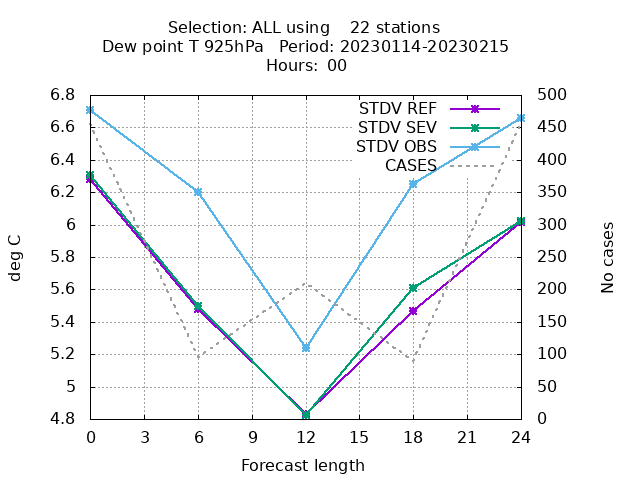 Selection: ALL using    22 stations
Dew point T 925hPa   Period: 20230114-20230215
Hours: 00
STDV REF
STDV SEV
STDV OBS
CASES
deg C
6.8
6.6
6.4
6.2
6
5.8
5.6
5.4
5.2
5
4.8
500
450
400
350
300
250
200
150
100
50
0
No cases
0 3 6 9 12 15 18 21 24
Forecast length